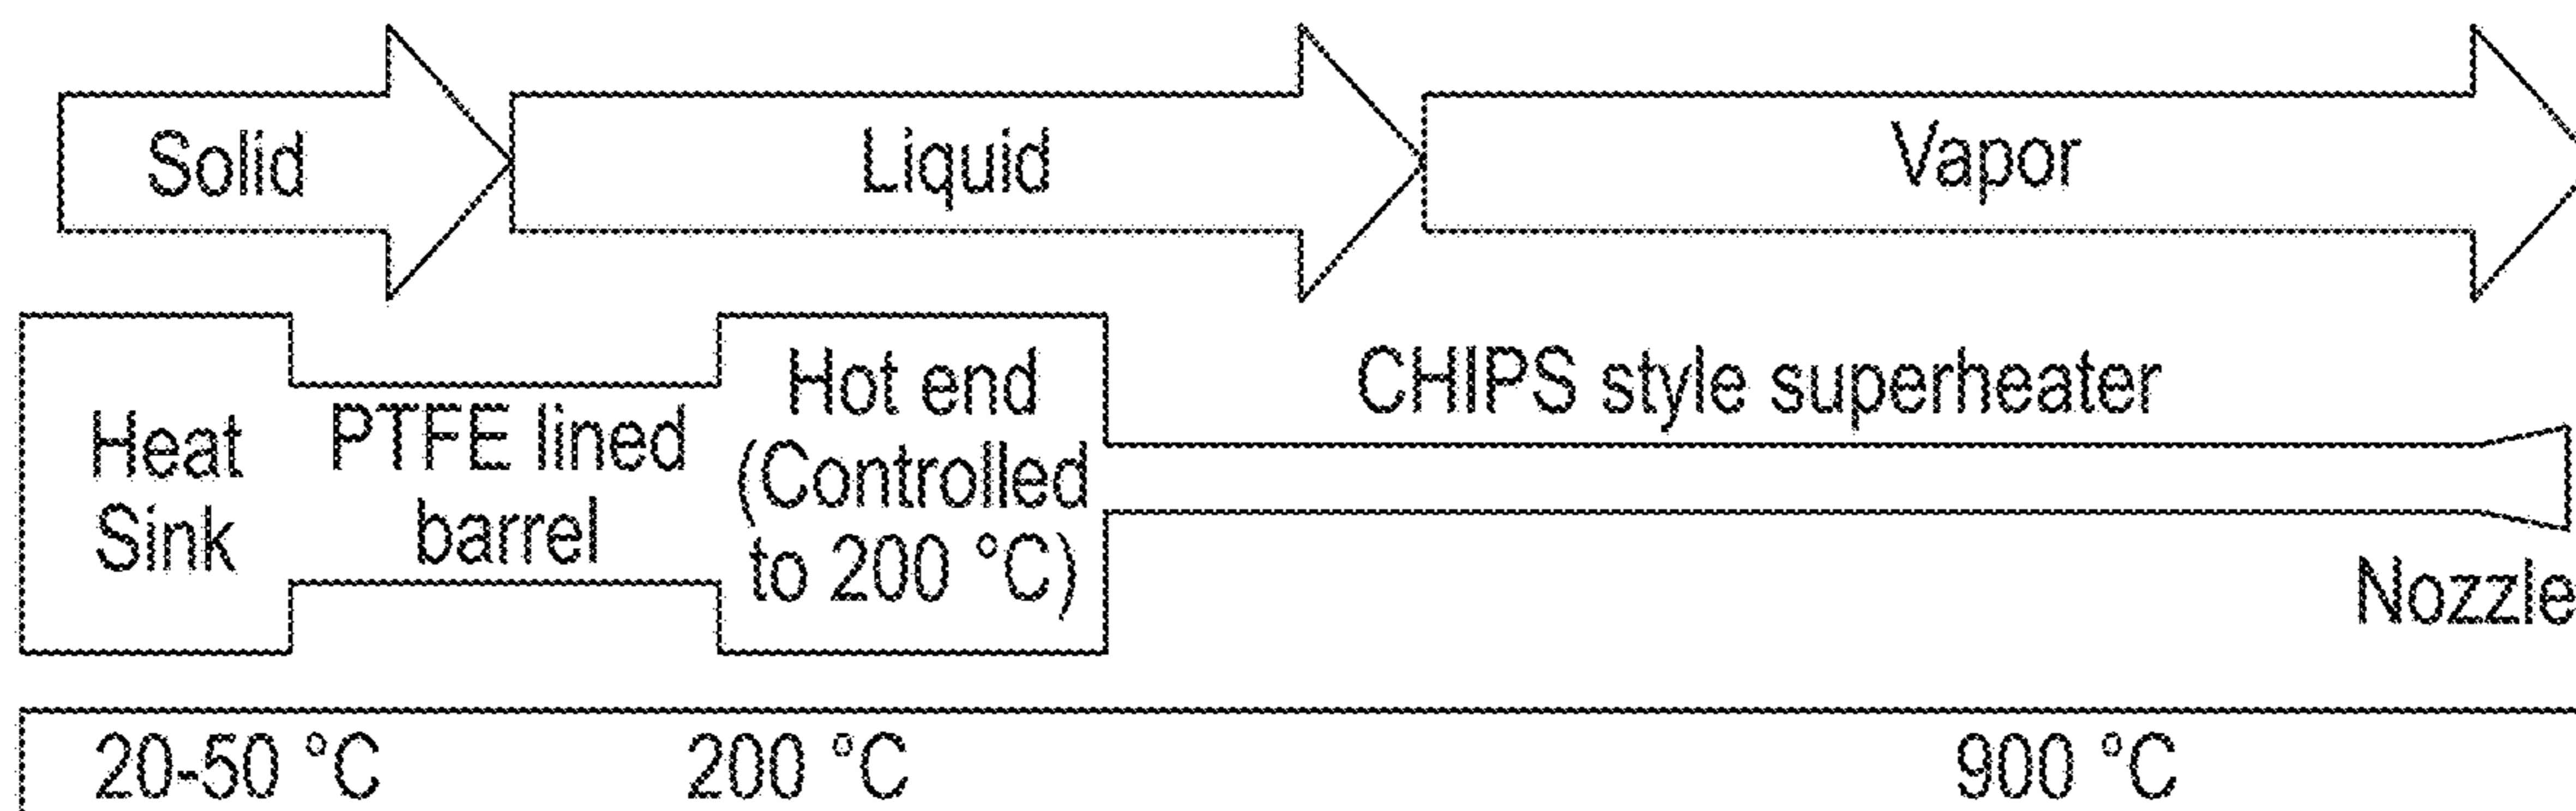 Solid
Liquid
Vapor
Heat
Sink
PTFE lined
barrel
Hot end
(Controlled
to 200 °C)
CHIPS style superheater
Nozzle
20-50 °C
200 °C
900 °C